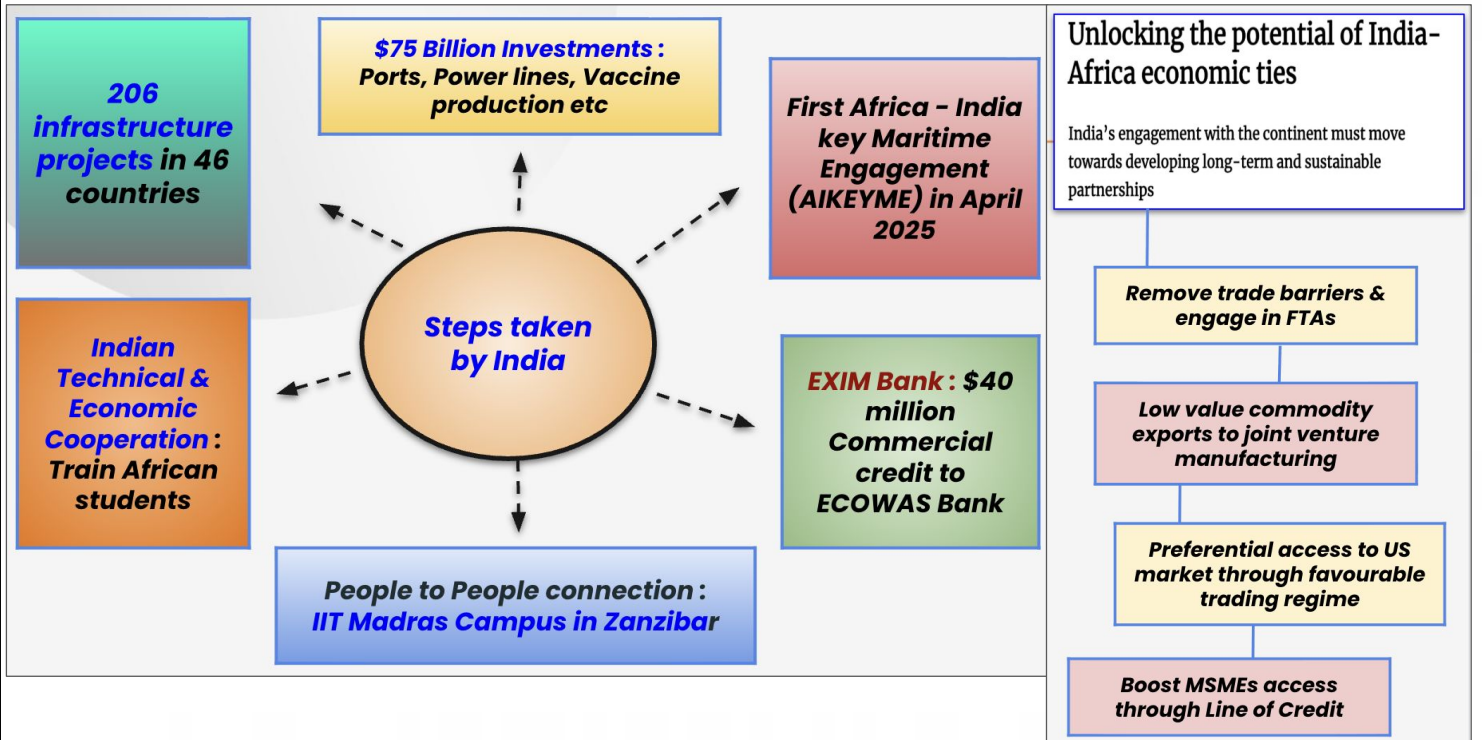 206
infrastructure
projects in 46
countries
$75 Billion Investments :
Ports, Power lines, Vaccine
production etc
First Africa - India
key Maritime
Engagement
(AIKEYME) in April
2025
Indian
Technical &
Economic
Cooperation :
Train African
students
Steps taken
by India
EXIM Bank : $40
million
Commercial
credit to
ECOWAS Bank
People to People connection :
IIT Madras Campus in Zanzibar
Unlocking the potential of India-
Africa economic ties
India's engagement with the continent must move
towards developing long-term and sustainable
partnerships
Remove trade barriers &
engage in FTAs
Low value commodity
exports to joint venture
manufacturing
Preferential access to US
market through favourable
trading regime
Boost MSMEs access
through Line of Credit